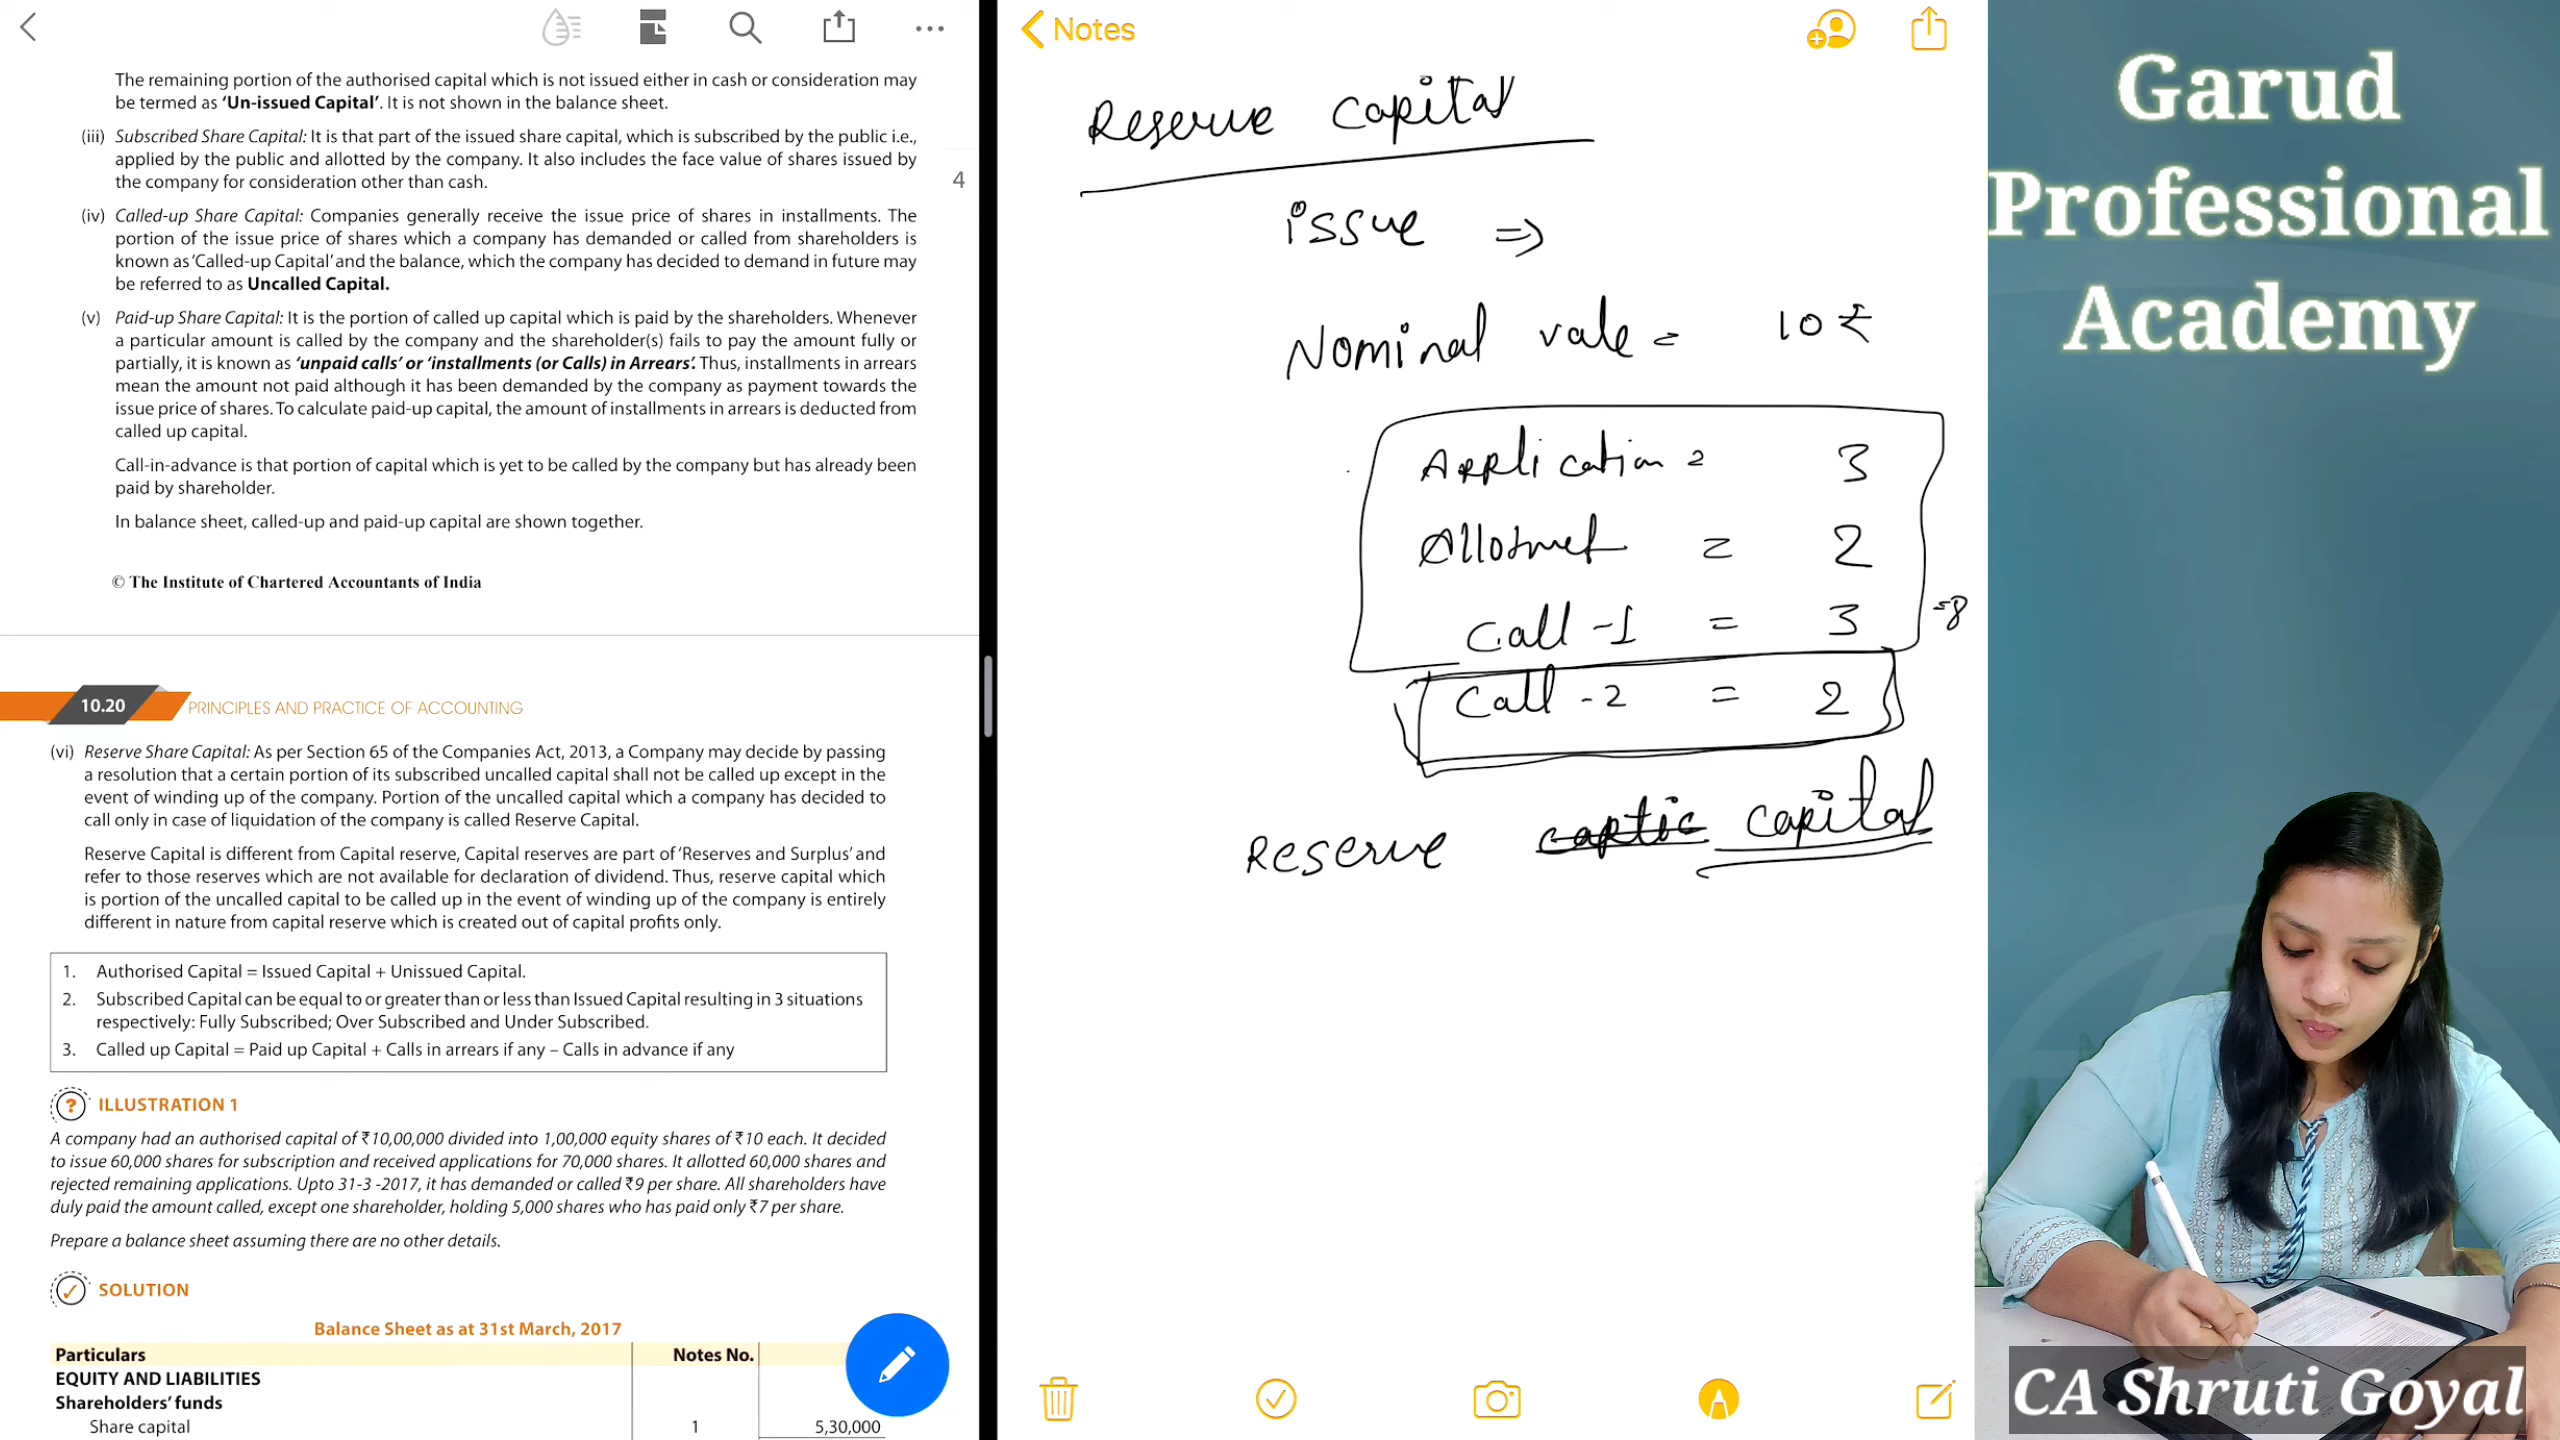 The remaining portion of the authorised capital which is not issued either in cash or consideration may
be termed as 'Un-issued Capital'. It is not shown in the balance sheet.
(iii) Subscribed Share Capital: It is that part of the issued share capital, which is subscribed by the public i.e.,
applied by the public and allotted by the company. It also includes the face value of shares issued by
the company for consideration other than cash.
4
(iv) Called-up Share Capital: Companies generally receive the issue price of shares in installments. The
portion of the issue price of shares which a company has demanded or called from shareholders is
known as 'Called-up Capital' and the balance, which the company has decided to demand in future may
be referred to as Uncalled Capital.
(v) Paid-up Share Capital: It is the portion of called up capital which is paid by the shareholders. Whenever
a particular amount is called by the company and the shareholder(s) fails to pay the amount fully or
partially, it is known as 'unpaid calls' or 'installments (or Calls) in Arrears'. Thus, installments in arrears
mean the amount not paid although it has been demanded by the company as payment towards the
issue price of shares. To calculate paid-up capital, the amount of installments in arrears is deducted from
called up capital.
Call-in-advance is that portion of capital which is yet to be called by the company but has already been
paid by shareholder.
In balance sheet, called-up and paid-up capital are shown together.
© The Institute of Chartered Accountants of India
10.20 PRINCIPLES AND PRACTICE OF ACCOUNTING
(vi) Reserve Share Capital: As per Section 65 of the Companies Act, 2013, a Company may decide by passing
a resolution that a certain portion of its subscribed uncalled capital shall not be called up except in the
event of winding up of the company. Portion of the uncalled capital which a company has decided to
call only in case of liquidation of the company is called Reserve Capital.
Reserve Capital is different from Capital reserve, Capital reserves are part of 'Reserves and Surplus' and
refer to those reserves which are not available for declaration of dividend. Thus, reserve capital which
is portion of the uncalled capital to be called up in the event of winding up of the company is entirely
different in nature from capital reserve which is created out of capital profits only.
1. Authorised Capital = Issued Capital + Unissued Capital.
2. Subscribed Capital can be equal to or greater than or less than Issued Capital resulting in 3 situations
respectively: Fully Subscribed; Over Subscribed and Under Subscribed.
3. Called up Capital = Paid up Capital + Calls in arrears if any – Calls in advance if any
? ILLUSTRATION 1
A company had an authorised capital of ₹10,00,000 divided into 1,00,000 equity shares of ₹10 each. It decided
to issue 60,000 shares for subscription and received applications for 70,000 shares. It allotted 60,000 shares and
rejected remaining applications. Upto 31-3 -2017, it has demanded or called ₹9 per share. All shareholders have
duly paid the amount called, except one shareholder, holding 5,000 shares who has paid only ₹7 per share.
Prepare a balance sheet assuming there are no other details.
SOLUTION
Balance Sheet as at 31st March, 2017
Particulars Notes No.
EQUITY AND LIABILITIES
Shareholders' funds
Share capital 1 5,30,000
Notes
Reserve capital
issue ⇒
Nominal vale = 10 ₹
Application = 3
Allotmet = 2
Call -1 = 3
=8
Call -2 = 2
Reserve captic capital
Garud
Professional
Academy
CA Shruti Goyal